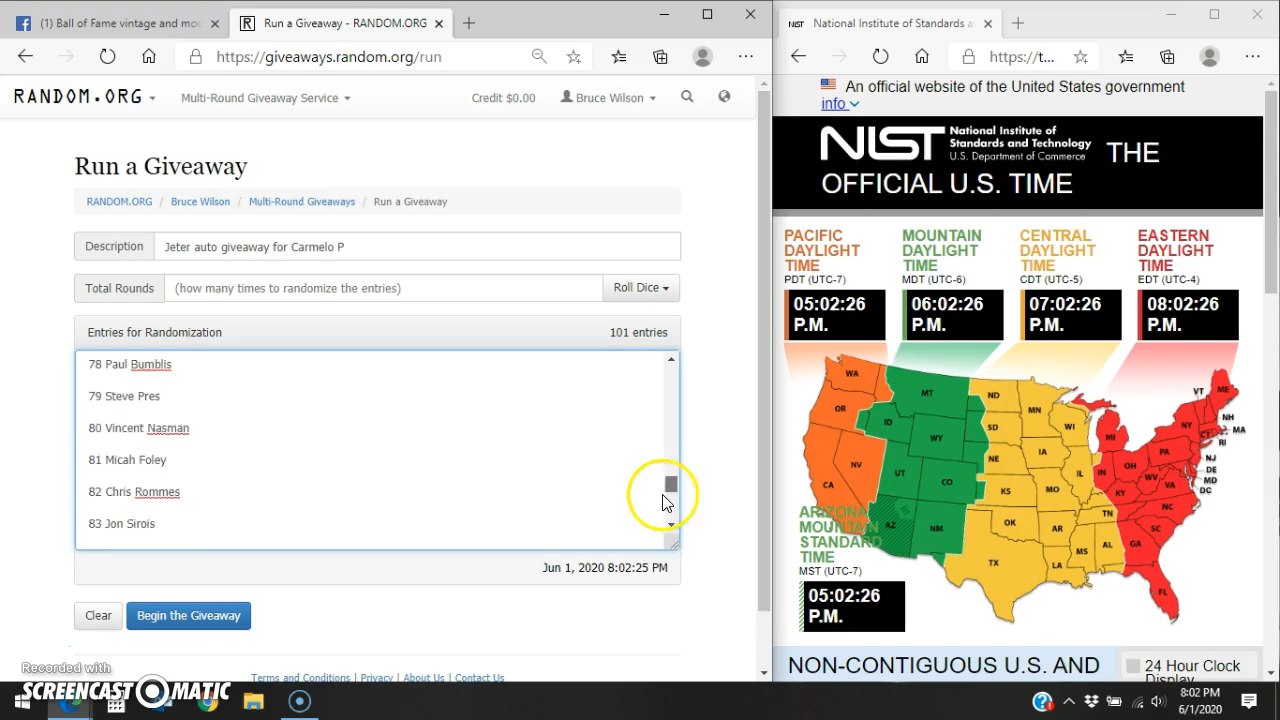 (1) Ball of Fame vintage and mod
Run a Giveaway - RANDOM.ORG
https://giveaways.random.org/run
RANDOM.ORG
Multi-Round Giveaway Service
Credit $0.00
Bruce Wilson
Run a Giveaway
RANDOM.ORG / Bruce Wilson / Multi-Round Giveaways / Run a Giveaway
Description
Jeter auto giveaway for Carmelo P
Total Rounds
(how many times to randomize the entries)
Roll Dice
Entries for Randomization
101 entries
78 Paul Bumblis
79 Steve Pres
80 Vincent Nasman
81 Micah Foley
82 Chris Rommes
83 Jon Sirois
Jun 1, 2020 8:02:25 PM
Clear
Begin the Giveaway
Terms and Conditions | Privacy | About Us | Contact Us
Recorded with
SCREENCAST-O-MATIC
National Institute of Standards a
https://t...
An official website of the United States government
info
NIST
National Institute of
Standards and Technology
U.S. Department of Commerce
THE
OFFICIAL U.S. TIME
PACIFIC
DAYLIGHT
TIME
PDT (UTC-7)
05:02:26
P.M.
MOUNTAIN
DAYLIGHT
TIME
MDT (UTC-6)
06:02:26
P.M.
CENTRAL
DAYLIGHT
TIME
CDT (UTC-5)
07:02:26
P.M.
EASTERN
DAYLIGHT
TIME
EDT (UTC-4)
08:02:26
P.M.
WA
OR
CA
NV
ID
MT
WY
UT
CO
AZ
NM
ND
SD
NE
KS
OK
TX
MN
IA
MO
AR
LA
WI
IL
TN
MS
AL
MI
IN
OH
KY
WV
VA
NC
SC
GA
FL
PA
NY
VT
ME
NH
MA
CT
RI
NJ
DE
MD
DC
ARIZONA
MOUNTAIN
STANDARD
TIME
MST (UTC-7)
05:02:26
P.M.
NON-CONTIGUOUS U.S. AND
24 Hour Clock
Display
8:02 PM
6/1/2020